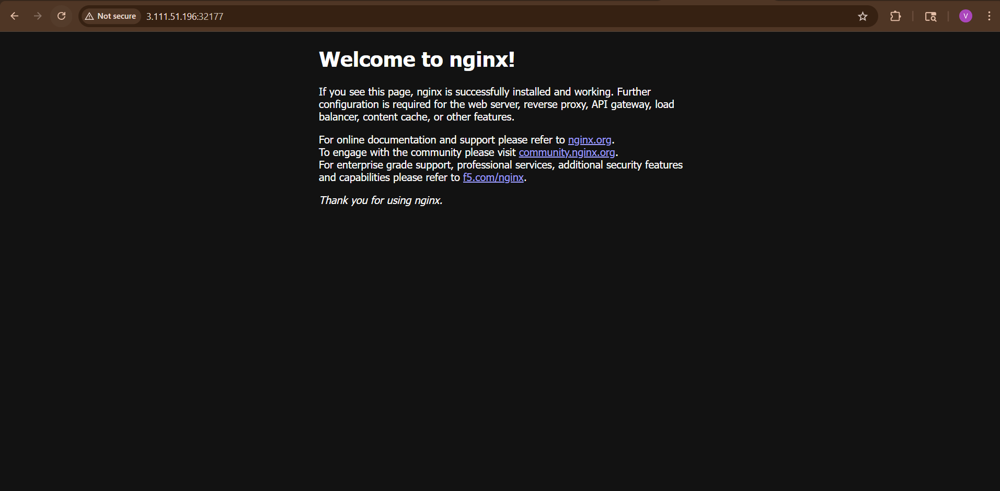 Not secure 3.111.51.196:32177
V
Welcome to nginx!
If you see this page, nginx is successfully installed and working. Further
configuration is required for the web server, reverse proxy, API gateway, load
balancer, content cache, or other features.
For online documentation and support please refer to nginx.org.
To engage with the community please visit community.nginx.org.
For enterprise grade support, professional services, additional security features
and capabilities please refer to f5.com/nginx.
Thank you for using nginx.